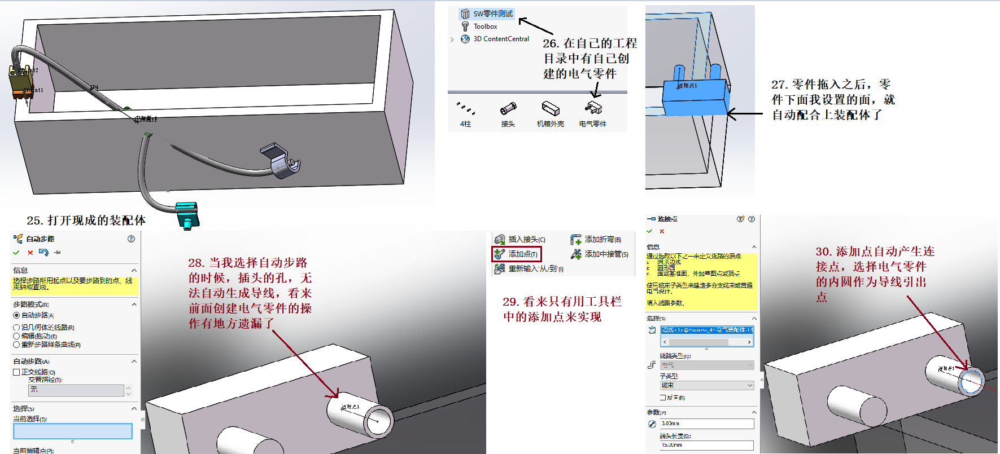 CPoint2
CPoint1
JP4
25.打开现成的装配体
SW零件测试
Toolbox
3D ContentCentral
26.在自己的工程
目录中有自己创
建的电气零件
4柱
接头
机箱外壳
电气零件
连接点1
27.零件拖入之后，零
件下面我设置的面，就
自动配合上装配体了
自动步路
信息
选择步路所用起点以及要步路到的点、线
夹轴或直线。
步路模式(R)
自动步路(A)
沿几何体的线路(R)
编辑(拖动)(E)
重新步路样条曲线(R)
自动步路(A)
正交线路(O)
交替路径(T):
无
选择(S)
当前选择(S):
当前编辑点(P):
28.当我选择自动步路
的时候，插头的孔，无
法自动生成导线，看来
前面创建电气零件的操
作有地方遗漏了
连接点1
插入接头(C)
添加折弯(B)
添加点(T)
添加中接管(S)
重新输入'从/到'(I)
29.看来只有用工具栏
中的添加点来实现
连接点
信息
通过选取以下之一来定义线路的原点:
圆形边线
圆形面
面或基准面，外加草图点或顶点
使用缆束子类型来建造多分支缆束或普通
电气设计。
填入线路参数。
选择(S)
边线<1>@Harness_4^电气装配体-1/
线路类型(T):
电气
子类型
缆束
反向(R)
参数(P)
3.00mm
端头长度(S):
15.00mm
30.添加点自动产生连
接点，选择电气零件
的内圆作为导线引出
点
连接点1